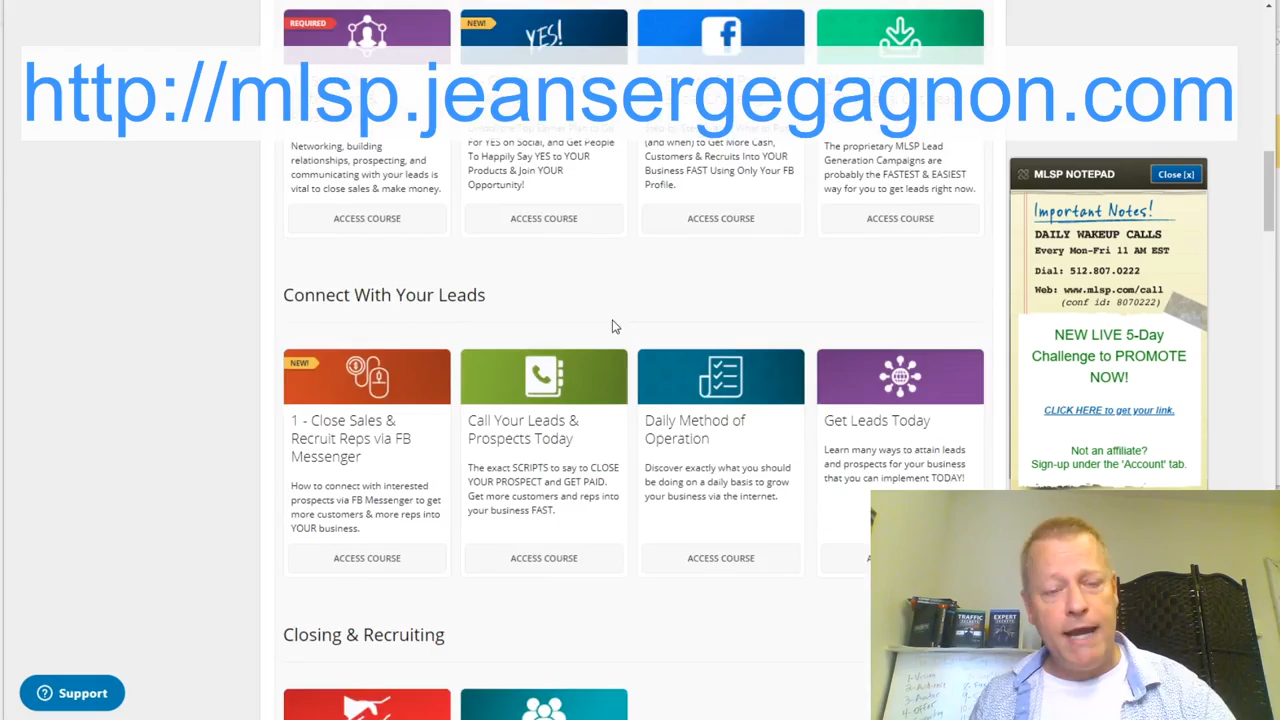 REQUIRED
NEW!
YES!
http://mlsp.jeansergegagnon.com
Networking, building
relationships, prospecting, and
communicating with your leads is
vital to close sales & make money.
ACCESS COURSE
For YES on Social, and Get People
To Happily Say YES to YOUR
Products & Join YOUR
Opportunity!
ACCESS COURSE
(and when) to Get More Cash,
Customers & Recruits Into YOUR
Business FAST Using Only Your FB
Profile.
ACCESS COURSE
The proprietary MLSP Lead
Generation Campaigns are
probably the FASTEST & EASIEST
way for you to get leads right now.
ACCESS COURSE
Connect With Your Leads
NEW!
1 - Close Sales &
Recruit Reps via FB
Messenger
How to connect with interested
prospects via FB Messenger to get
more customers & more reps into
YOUR business.
ACCESS COURSE
Call Your Leads &
Prospects Today
The exact SCRIPTS to say to CLOSE
YOUR PROSPECT and GET PAID.
Get more customers and reps into
your business FAST.
ACCESS COURSE
Daily Method of
Operation
Discover exactly what you should
be doing on a daily basis to grow
your business via the internet.
ACCESS COURSE
Get Leads Today
Learn many ways to attain leads
and prospects for your business
that you can implement TODAY!
Closing & Recruiting
MLSP NOTEPAD
Close [x]
Important Notes!
DAILY WAKEUP CALLS
Every Mon-Fri 11 AM EST
Dial: 512.807.0222
Web: www.mlsp.com/call
(conf id: 8070222)
NEW LIVE 5-Day
Challenge to PROMOTE
NOW!
CLICK HERE to get your link.
Not an affiliate?
Sign-up under the 'Account' tab.
TRAFFIC
SECRETS
EXPERT
SECRETS
Support